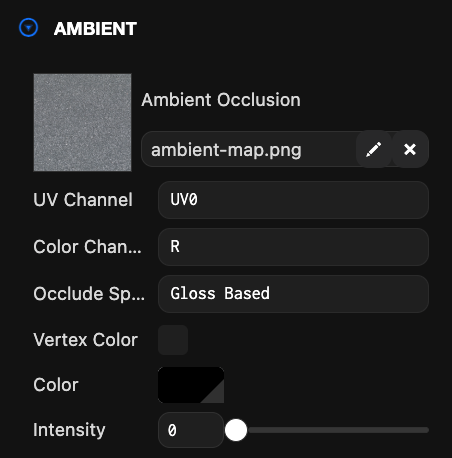 AMBIENT
Ambient Occlusion
ambient-map.png
UV Channel UV0
Color Chan... R
Occlude Sp... Gloss Based
Vertex Color
Color
Intensity 0